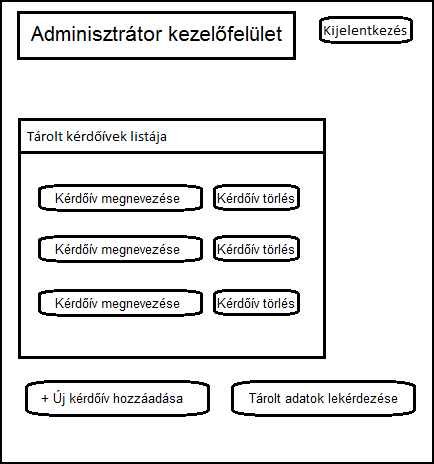 Adminisztrátor kezelőfelület
Kijelentkezés
Tárolt kérdőívek listája
Kérdőív megnevezése
Kérdőív törlés
Kérdőív megnevezése
Kérdőív törlés
Kérdőív megnevezése
Kérdőív törlés
+ Új kérdőív hozzáadása
Tárolt adatok lekérdezése